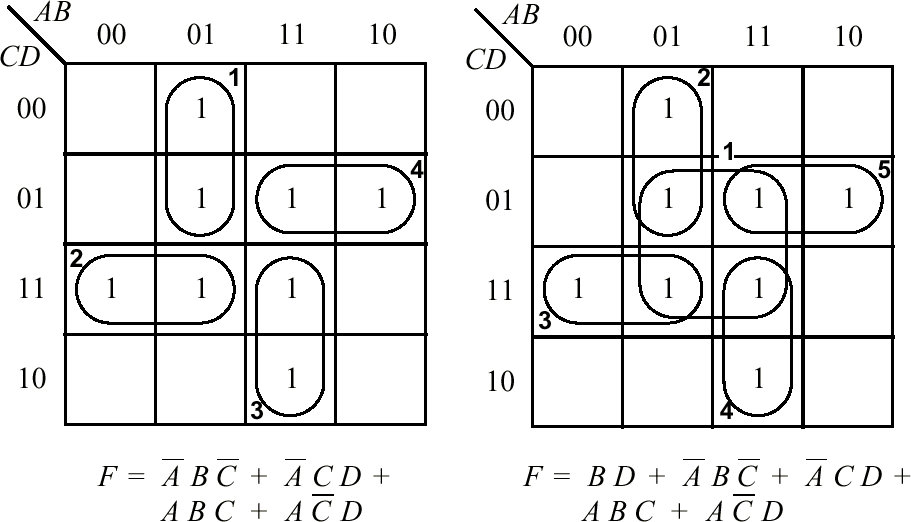 AB
00 01 11 10
CD
1
00 1
4
01 1 1 1
2
11 1 1 1
10 1
3
F = A̅ B C̅ + A̅ C D +
A B C + A C̅ D
AB
00 01 11 10
CD
2
00 1
1
5
01 1 1 1
11 1 1 1
3
10 1
4
F = B D + A̅ B C̅ + A̅ C D +
A B C + A C̅ D